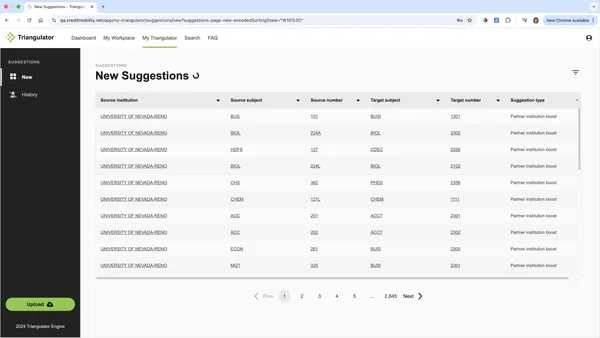 My Triangulator - New Sugges
qa.creditmobility.net/app/my-triangulator/suggestions/new?suggestions-page_new-encodedSortingState="W10%3D"
New Chrome available
Triangulator
Dashboard
My Workplace
My Triangulator
Search
FAQ
SUGGESTIONS
New
History
Upload
2024 Triangulator Engine
SUGGESTIONS
New Suggestions
Source institution Source subject Source number Target subject Target number Suggestion type
UNIVERSITY OF NEVADA-RENO BUS 101 BUSI 1301 Partner institution boost
UNIVERSITY OF NEVADA-RENO BIOL 224A BIOL 2302 Partner institution boost
UNIVERSITY OF NEVADA-RENO HDFS 127 CDEC 2326 Partner institution boost
UNIVERSITY OF NEVADA-RENO BIOL 224L BIOL 2102 Partner institution boost
UNIVERSITY OF NEVADA-RENO CHS 362 PHED 2356 Partner institution boost
UNIVERSITY OF NEVADA-RENO CHEM 121L CHEM 1111 Partner institution boost
UNIVERSITY OF NEVADA-RENO ACC 201 ACCT 2301 Partner institution boost
UNIVERSITY OF NEVADA-RENO ACC 202 ACCT 2302 Partner institution boost
UNIVERSITY OF NEVADA-RENO ECON 261 BUSI 2305 Partner institution boost
UNIVERSITY OF NEVADA-RENO MGT 325 BUSI 2301 Partner institution boost
Prev 1 2 3 4 5 ... 2,845 Next